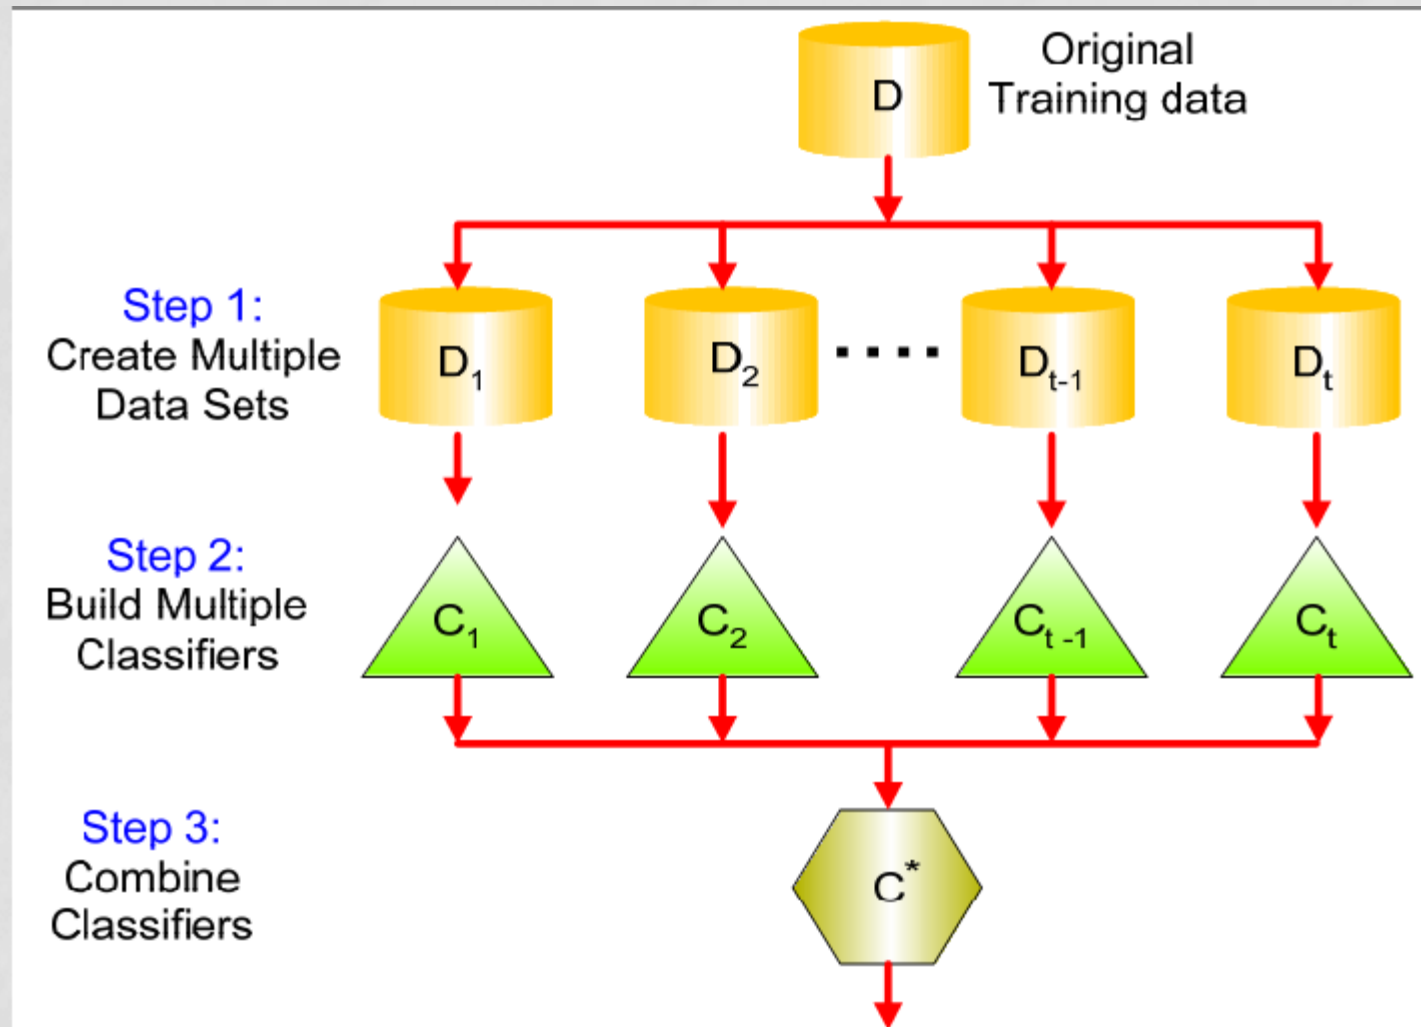 D
Original
Training data
Step 1:
Create Multiple
Data Sets
D1
D2
....
Dt-1
Dt
Step 2:
Build Multiple
Classifiers
C1
C2
Ct -1
Ct
Step 3:
Combine
Classifiers
C*